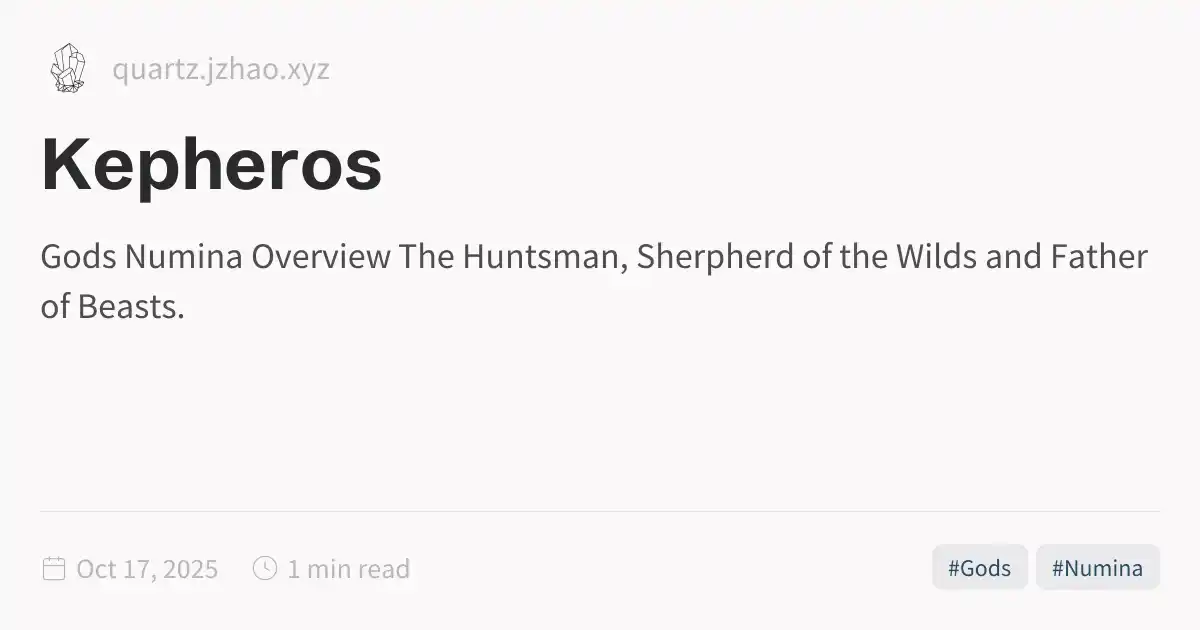 quartz.jzhao.xyz
Kepheros
Gods Numina Overview The Huntsman, Sherpherd of the Wilds and Father
of Beasts.
Oct 17, 2025 1 min read #Gods #Numina